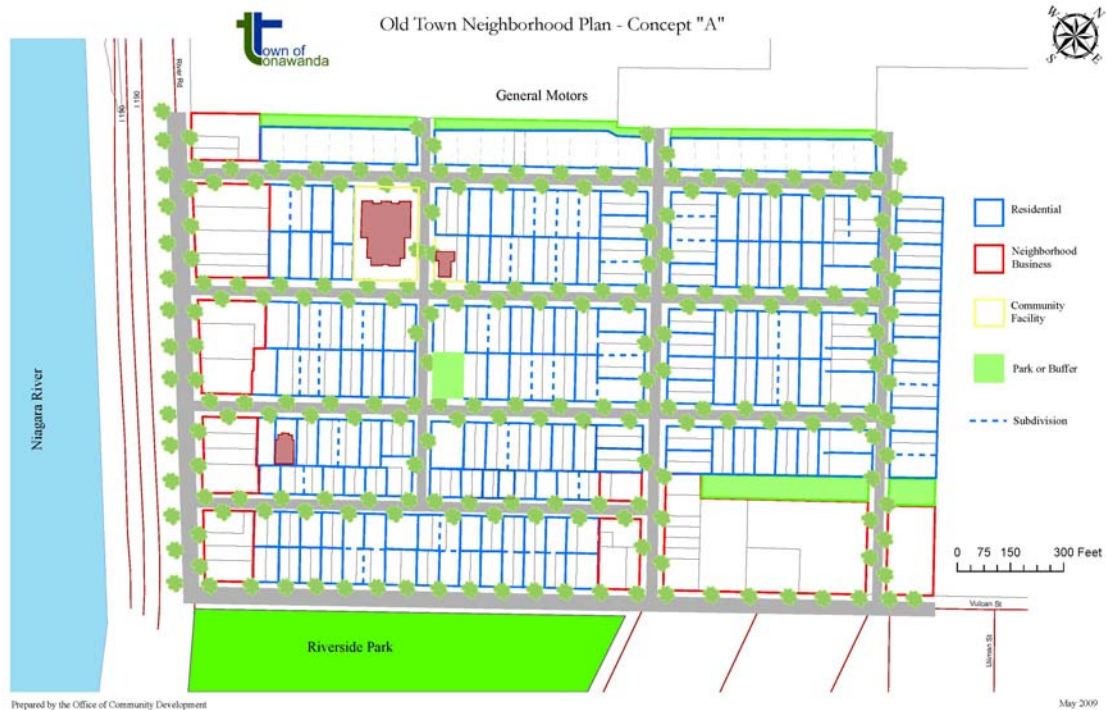 Old Town Neighborhood Plan - Concept "A"
town of
tonawanda
W
N
S
E
River Rd
I 190
I 190
General Motors
Residential
Neighborhood
Business
Community
Facility
Park or Buffer
Subdivision
Niagara River
0 75 150 300 Feet
Vulcan St
Ullman St
Riverside Park
Prepared by the Office of Community Development
May 2009